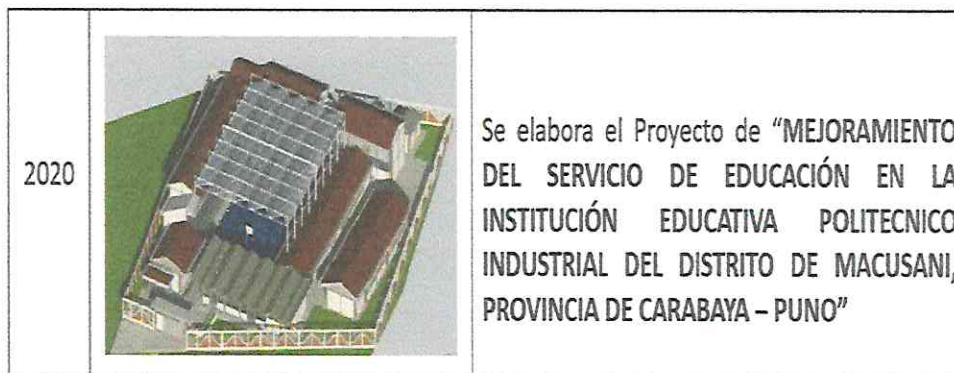 2020
Se elabora el Proyecto de “MEJORAMIENTO
DEL SERVICIO DE EDUCACIÓN EN LA
INSTITUCIÓN EDUCATIVA POLITECNICO
INDUSTRIAL DEL DISTRITO DE MACUSANI,
PROVINCIA DE CARABAYA – PUNO”